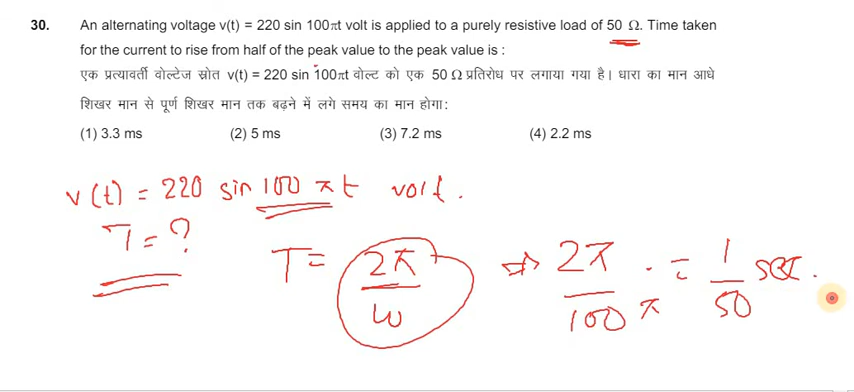 30. An alternating voltage v(t) = 220 sin 100πt volt is applied to a purely resistive load of 50 Ω. Time taken
for the current to rise from half of the peak value to the peak value is :
एक प्रत्यावर्ती वोल्टेज स्रोत v(t) = 220 sin 100πt वोल्ट को एक 50 Ω प्रतिरोध पर लगाया गया है। धारा का मान आधे
शिखर मान से पूर्ण शिखर मान तक बढ़ने में लगे समय का मान होगा:
(1) 3.3 ms (2) 5 ms (3) 7.2 ms (4) 2.2 ms
v(t) = 220 sin 100 π t volt.
T = ?
T = 2π/ω ⇒ 2π/100π = 1/50 sec.